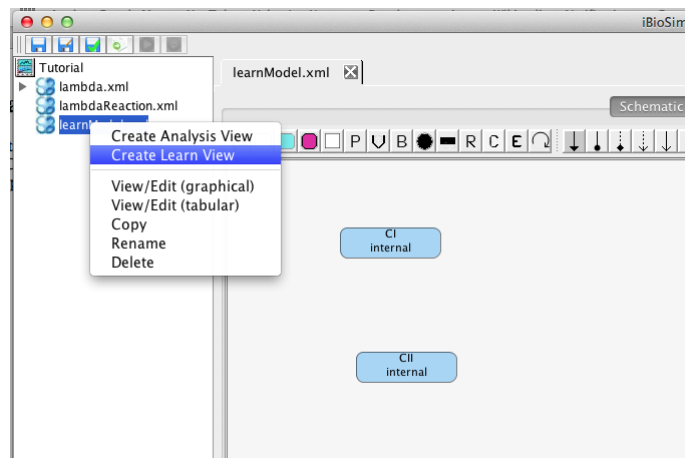 iBioSim
Tutorial
lambda.xml
lambdaReaction.xml
learnModel.xml
Schematic
P V B R C E
Create Analysis View
Create Learn View
View/Edit (graphical)
View/Edit (tabular)
Copy
Rename
Delete
CI
internal
CII
internal